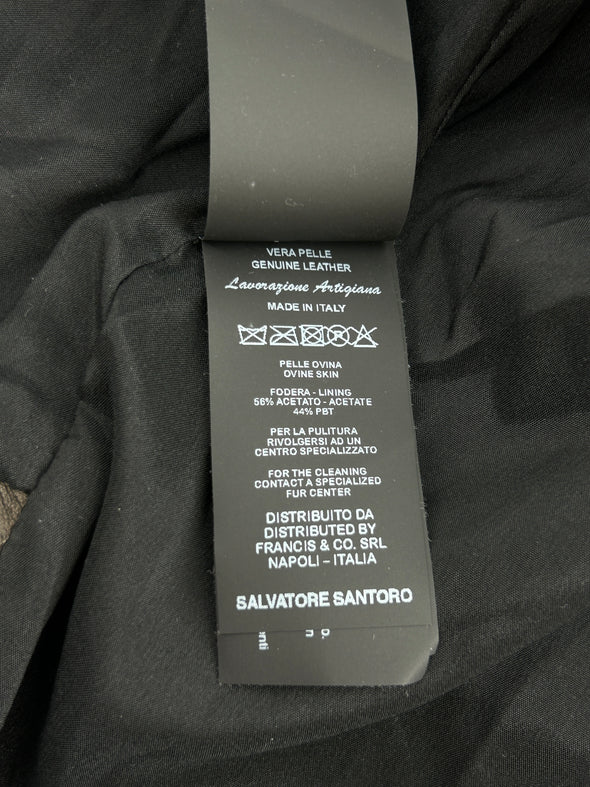 VERA PELLE
GENUINE LEATHER
Lavorazione Artigiana
MADE IN ITALY
PELLE OVINA
OVINE SKIN
FODERA - LINING
56% ACETATO - ACETATE
44% PBT
PER LA PULITURA
RIVOLGERSI AD UN
CENTRO SPECIALIZZATO
FOR THE CLEANING
CONTACT A SPECIALIZED
FUR CENTER
DISTRIBUITO DA
DISTRIBUTED BY
FRANCIS & CO. SRL
NAPOLI – ITALIA
SALVATORE SANTORO